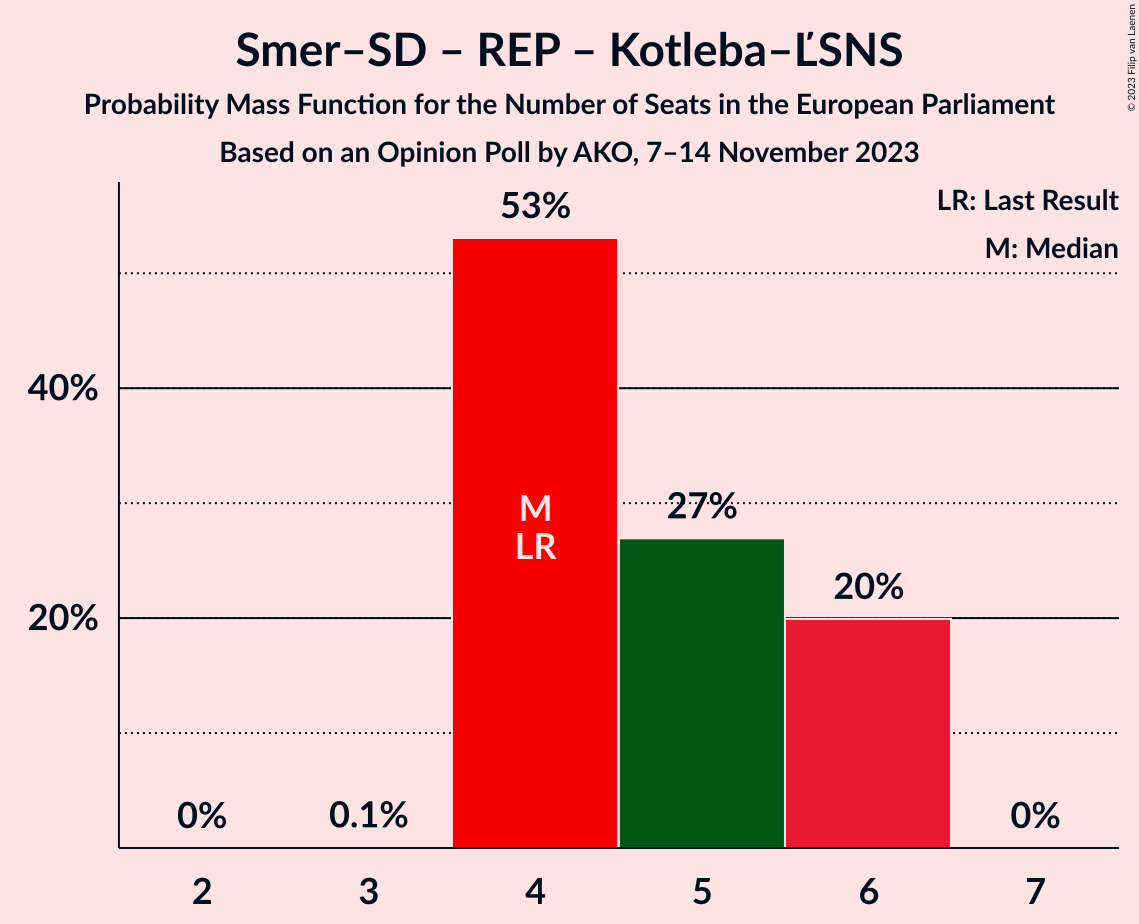 Smer–SD – REP – Kotleba–ĽSNS
Probability Mass Function for the Number of Seats in the European Parliament
Based on an Opinion Poll by AKO, 7–14 November 2023
© 2023 Filip van Laenen
LR: Last Result
M: Median
53%
40%
M
LR
27%
20%
20%
0%
0.1%
0%
2
3
4
5
6
7